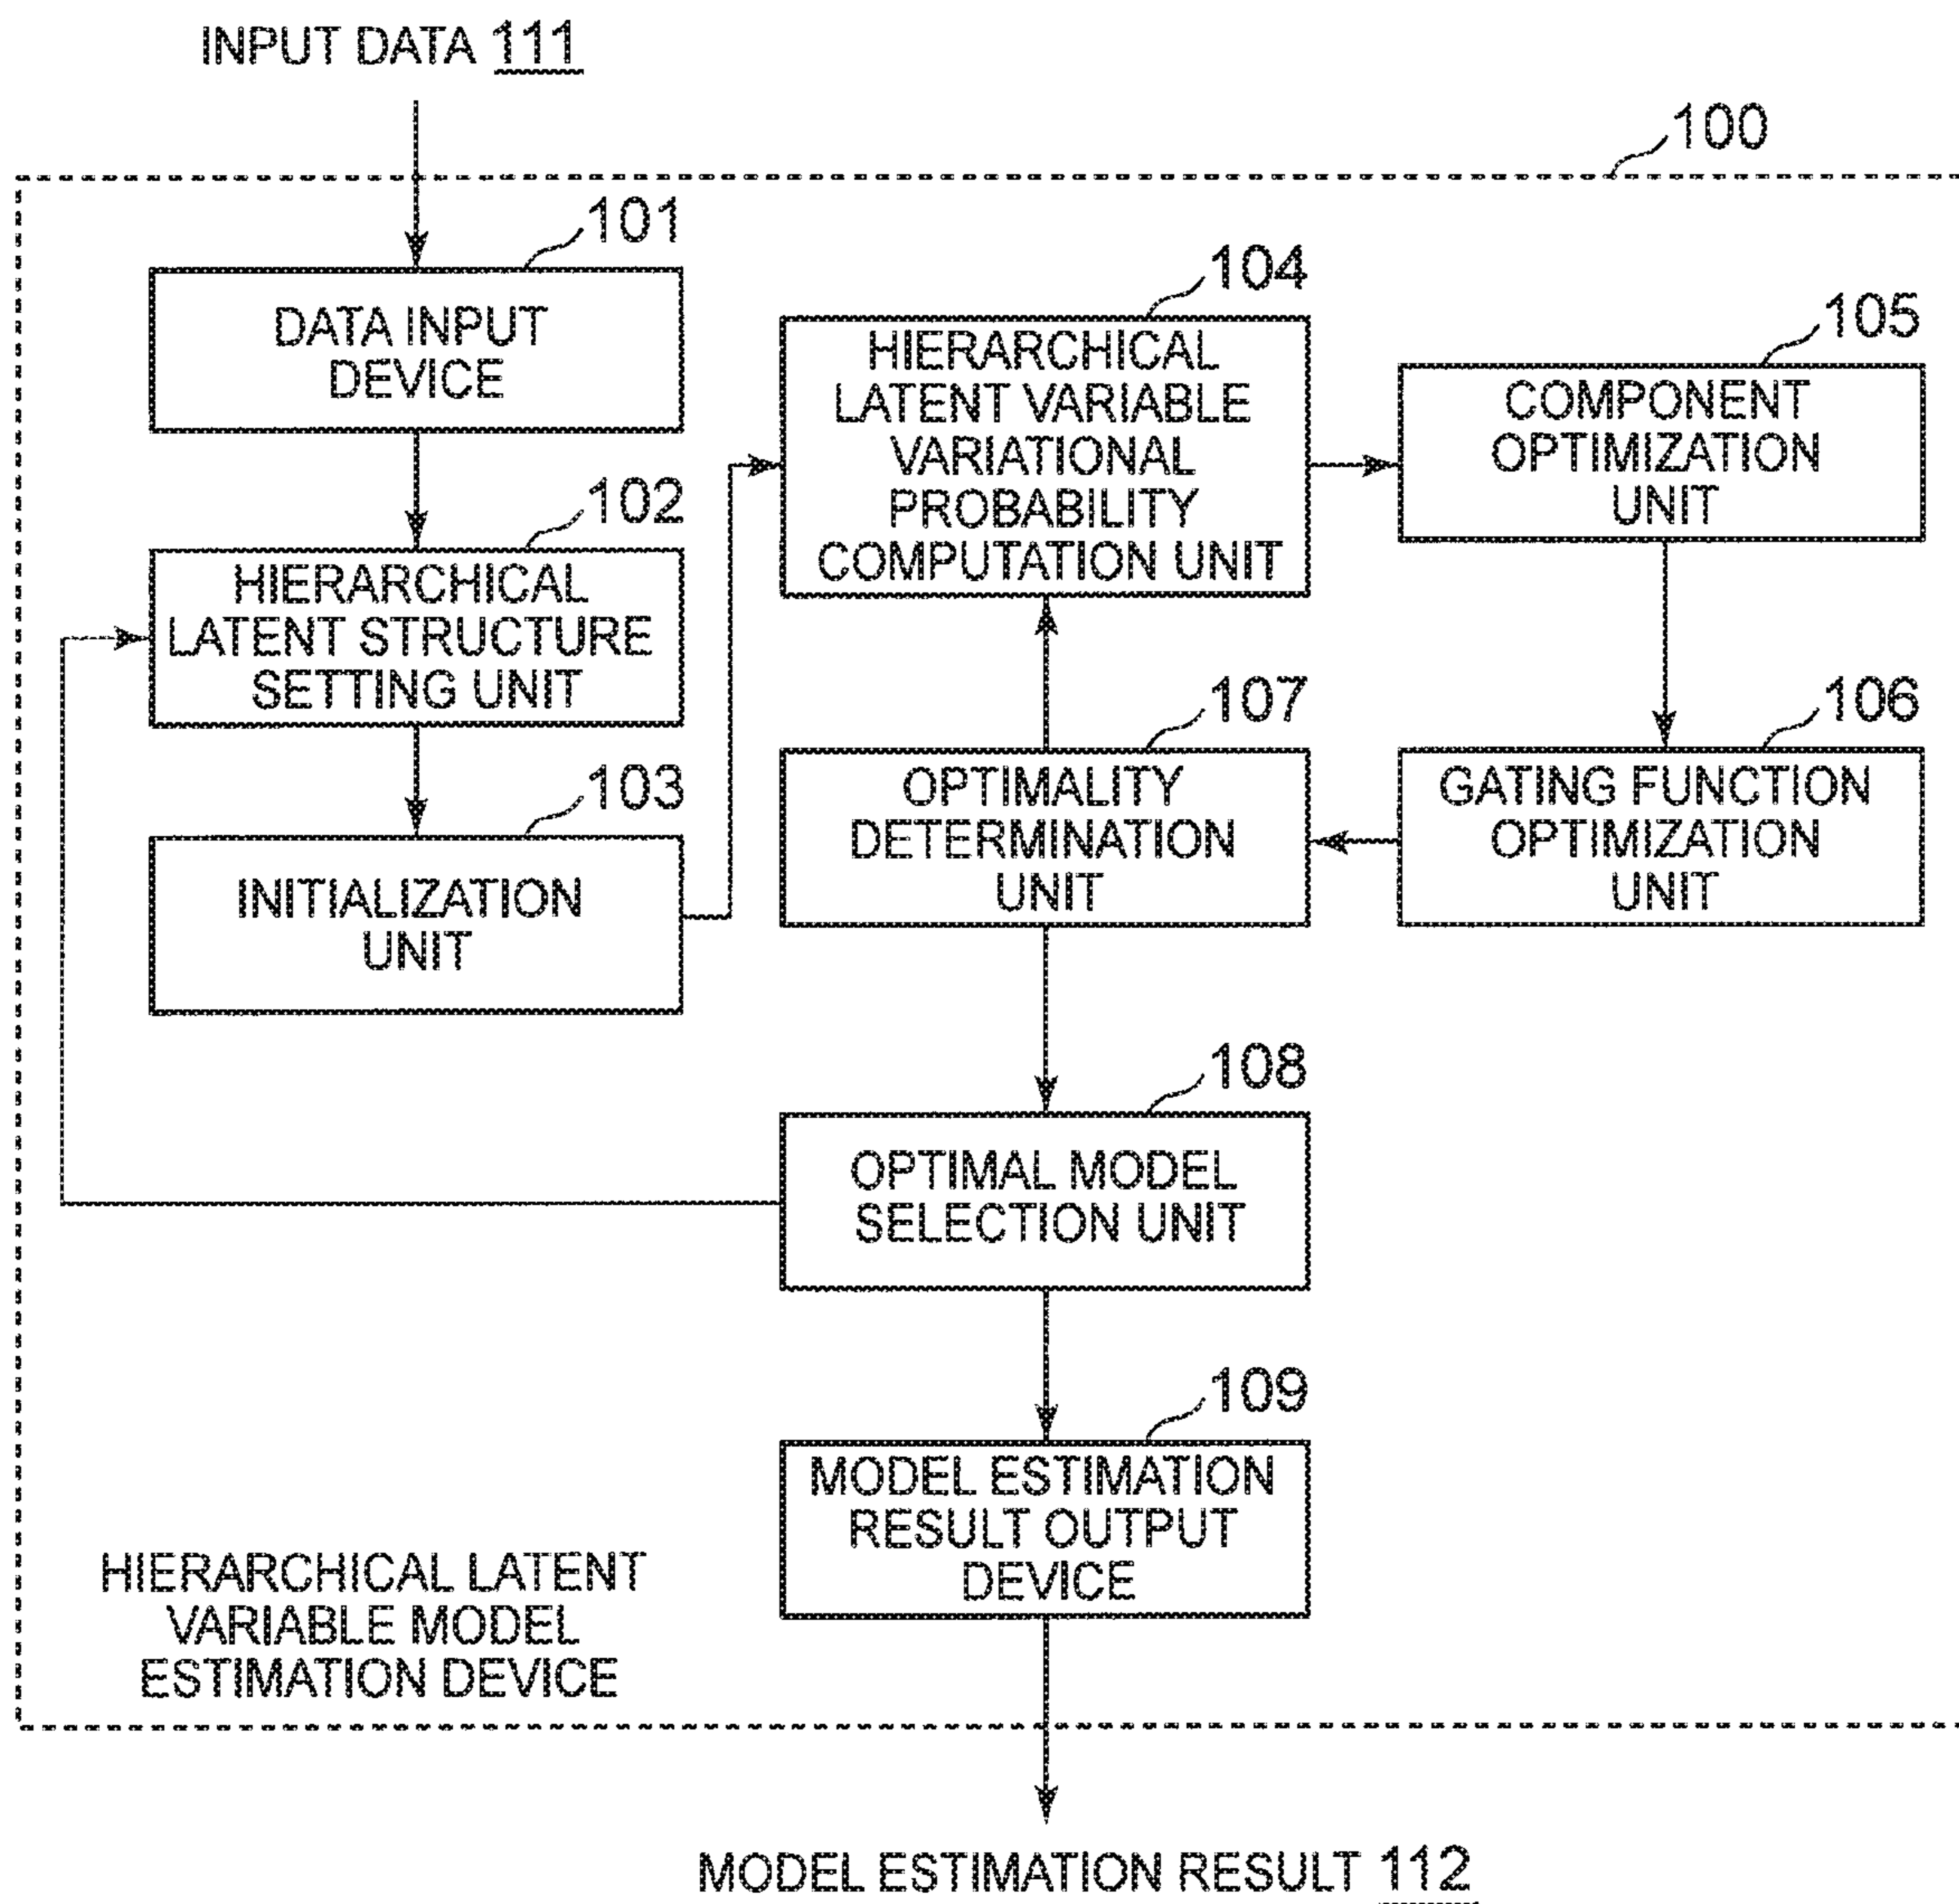 INPUT DATA 111
100
101
DATA INPUT
DEVICE
102
HIERARCHICAL
LATENT STRUCTURE
SETTING UNIT
103
INITIALIZATION
UNIT
104
HIERARCHICAL
LATENT VARIABLE
VARIATIONAL
PROBABILITY
COMPUTATION UNIT
105
COMPONENT
OPTIMIZATION
UNIT
106
GATING FUNCTION
OPTIMIZATION
UNIT
107
OPTIMALITY
DETERMINATION
UNIT
108
OPTIMAL MODEL
SELECTION UNIT
109
MODEL ESTIMATION
RESULT OUTPUT
DEVICE
HIERARCHICAL LATENT
VARIABLE MODEL
ESTIMATION DEVICE
MODEL ESTIMATION RESULT 112